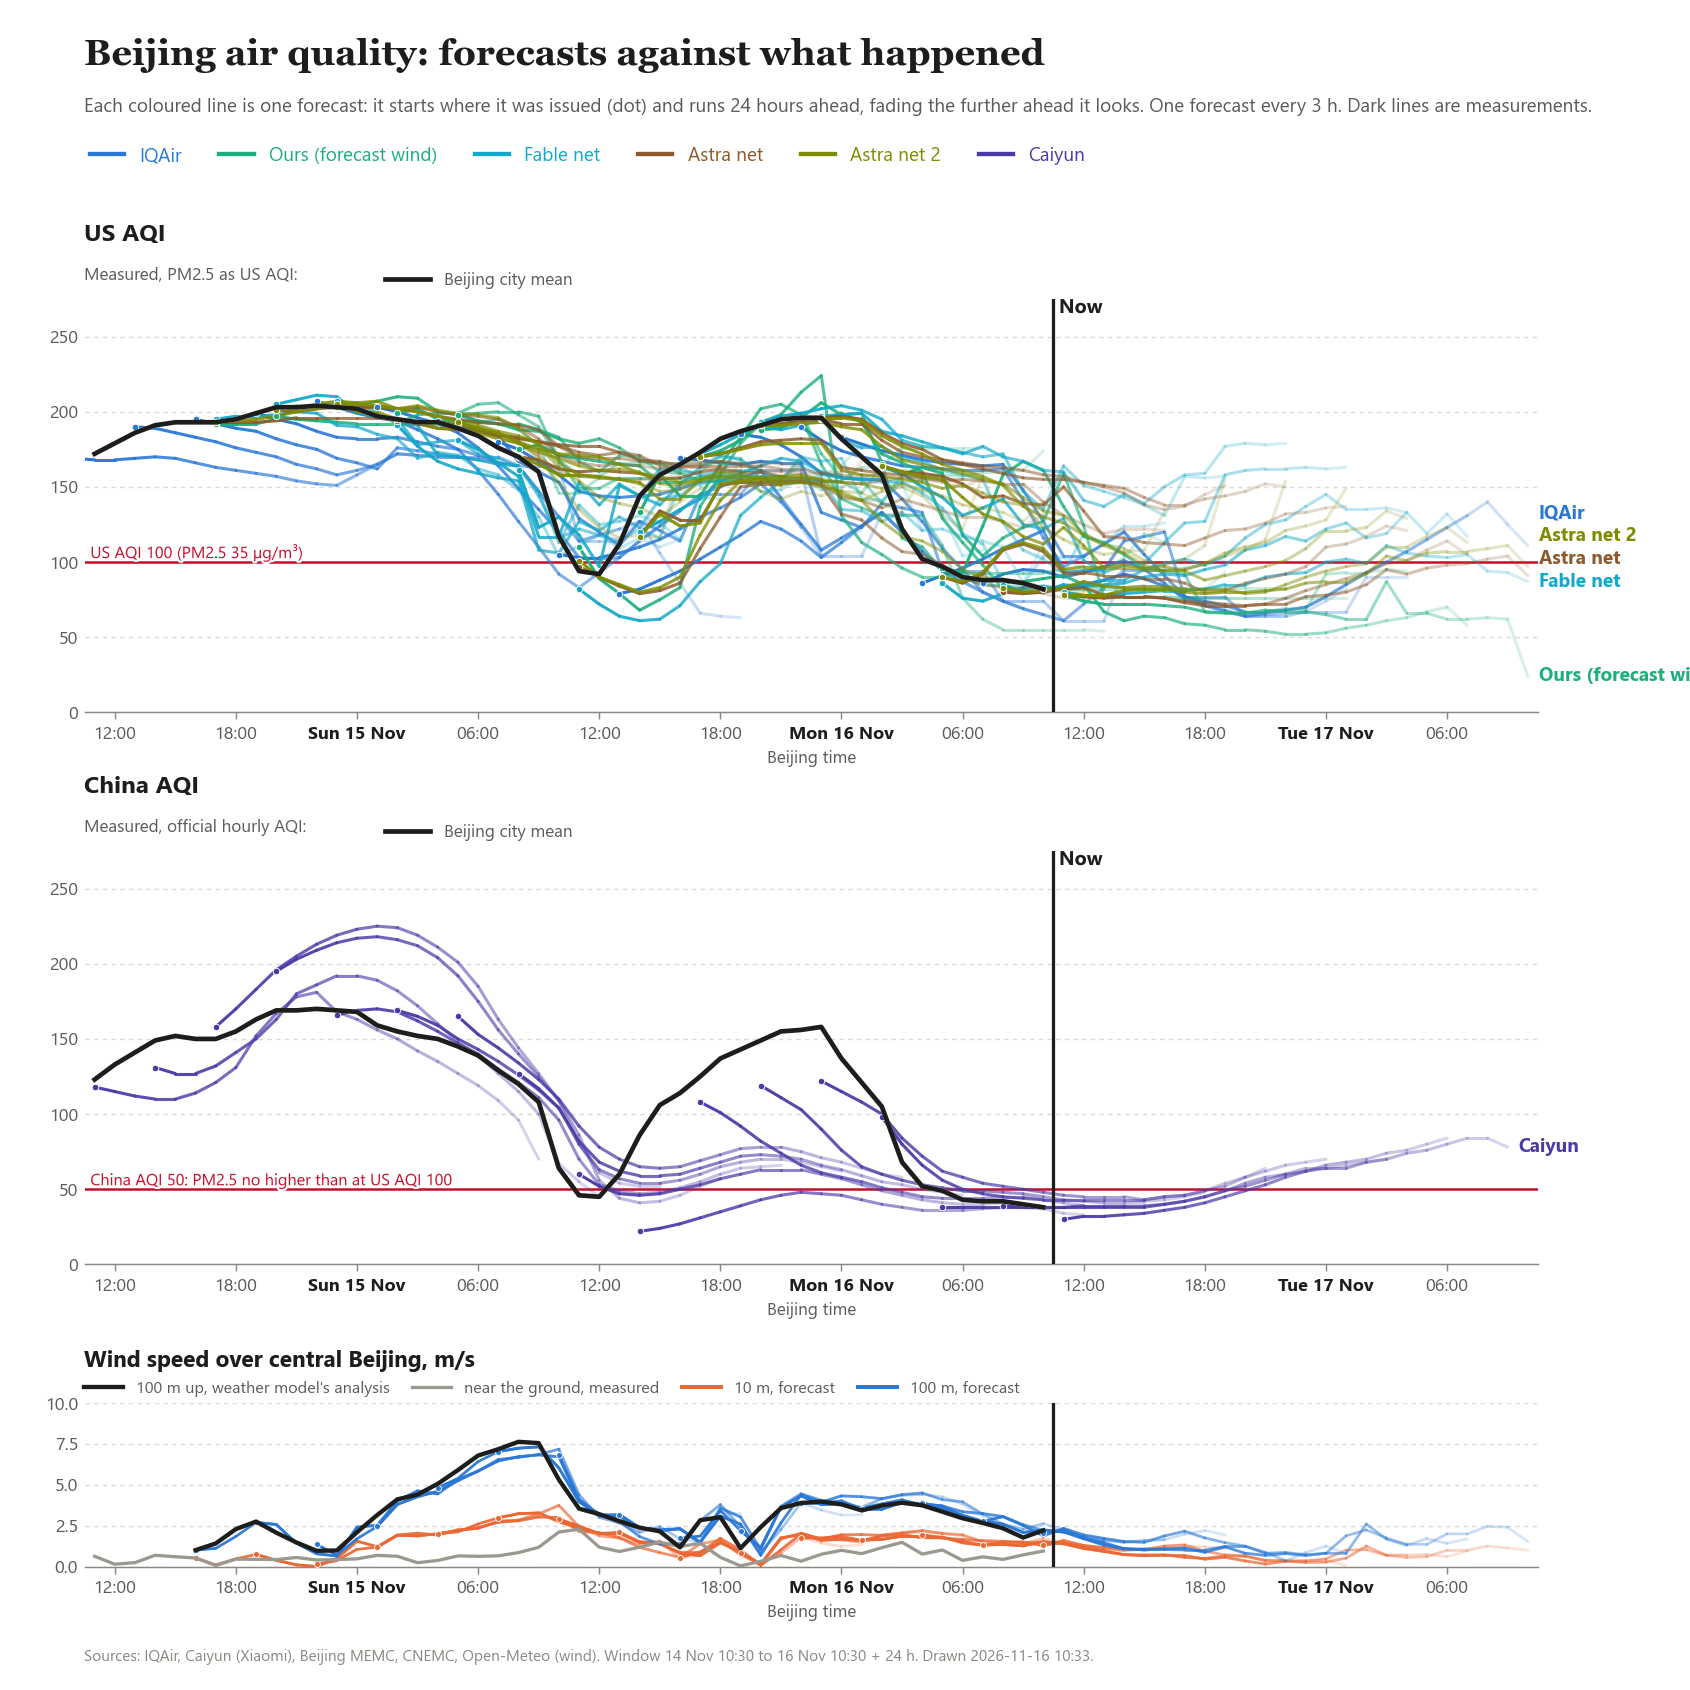 Beijing air quality: forecasts against what happened
Each coloured line is one forecast: it starts where it was issued (dot) and runs 24 hours ahead, fading the further ahead it looks. One forecast every 3 h. Dark lines are measurements.
IQAir Ours (forecast wind) Fable net Astra net Astra net 2 Caiyun
US AQI
Measured, PM2.5 as US AQI: Beijing city mean
Now
250
200
150
100
50
0
US AQI 100 (PM2.5 35 µg/m³)
IQAir
Astra net 2
Astra net
Fable net
Ours (forecast wi
12:00 18:00 Sun 15 Nov 06:00 12:00 18:00 Mon 16 Nov 06:00 12:00 18:00 Tue 17 Nov 06:00
Beijing time
China AQI
Measured, official hourly AQI: Beijing city mean
Now
250
200
150
100
50
0
Caiyun
China AQI 50: PM2.5 no higher than at US AQI 100
12:00 18:00 Sun 15 Nov 06:00 12:00 18:00 Mon 16 Nov 06:00 12:00 18:00 Tue 17 Nov 06:00
Beijing time
Wind speed over central Beijing, m/s
100 m up, weather model's analysis near the ground, measured 10 m, forecast 100 m, forecast
10.0
7.5
5.0
2.5
0.0
12:00 18:00 Sun 15 Nov 06:00 12:00 18:00 Mon 16 Nov 06:00 12:00 18:00 Tue 17 Nov 06:00
Beijing time
Sources: IQAir, Caiyun (Xiaomi), Beijing MEMC, CNEMC, Open-Meteo (wind). Window 14 Nov 10:30 to 16 Nov 10:30 + 24 h. Drawn 2026-11-16 10:33.